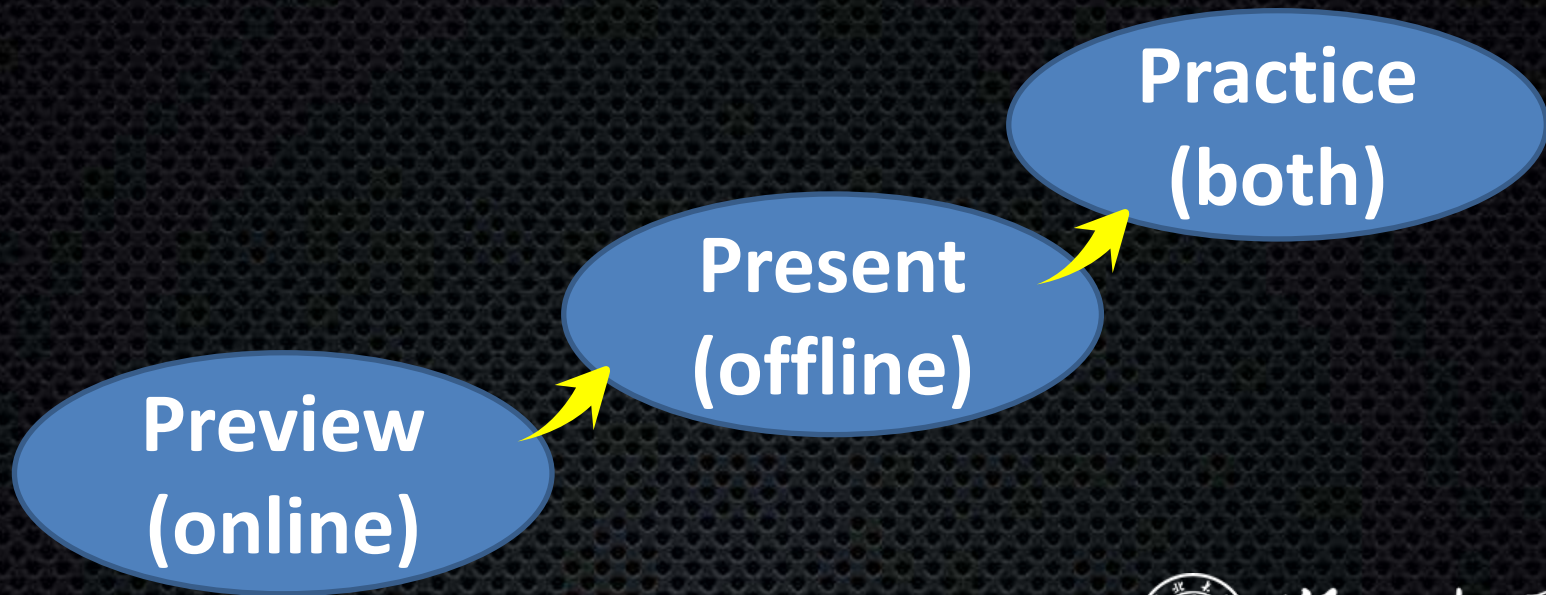 Preview
(online)
Present
(offline)
Practice
(both)